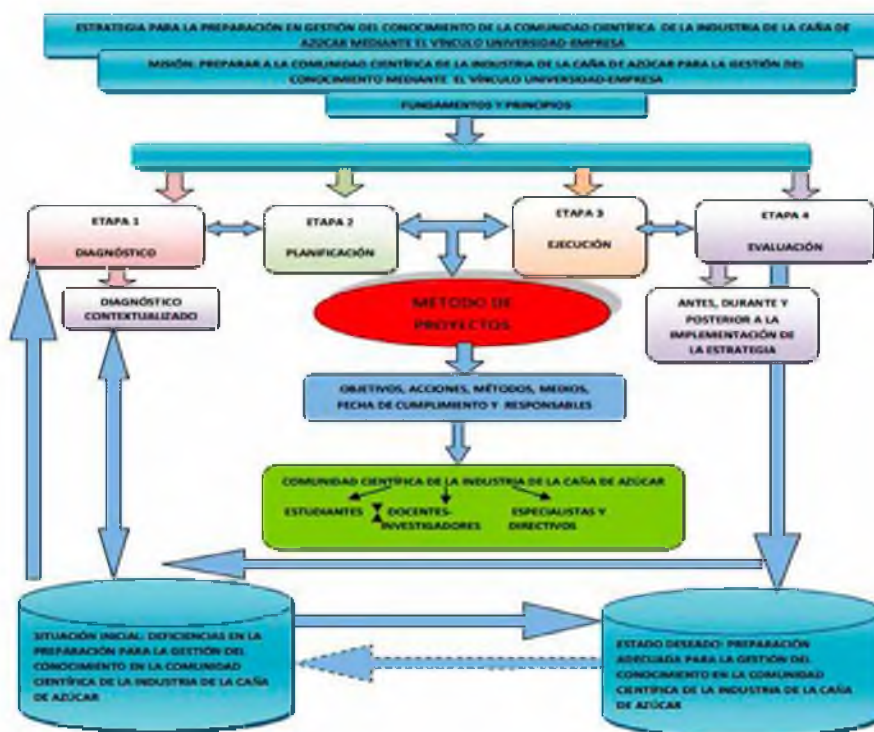 ESTRATEGIA PARA LA PREPARACIÓN EN GESTIÓN DEL CONOCIMIENTO DE LA COMUNIDAD CIENTÍFICA DE LA INDUSTRIA DE LA CAÑA DE
AZÚCAR MEDIANTE EL VÍNCULO UNIVERSIDAD-EMPRESA
MISIÓN: PREPARAR A LA COMUNIDAD CIENTÍFICA DE LA INDUSTRIA DE LA CAÑA DE AZÚCAR PARA LA GESTIÓN DEL
CONOCIMIENTO MEDIANTE EL VÍNCULO UNIVERSIDAD-EMPRESA
FUNDAMENTOS Y PRINCIPIOS
ETAPA 1
DIAGNÓSTICO
ETAPA 2
PLANIFICACIÓN
ETAPA 3
EJECUCIÓN
ETAPA 4
EVALUACIÓN
DIAGNÓSTICO
CONTEXTUALIZADO
MÉTODO DE
PROYECTOS
ANTES, DURANTE Y
POSTERIOR A LA
IMPLEMENTACIÓN DE
LA ESTRATEGIA
OBJETIVOS, ACCIONES, MÉTODOS, MEDIOS,
FECHA DE CUMPLIMIENTO Y RESPONSABLES
COMUNIDAD CIENTÍFICA DE LA INDUSTRIA DE LA CAÑA DE AZÚCAR
ESTUDIANTES
DOCENTES-
INVESTIGADORES
ESPECIALISTAS Y
DIRECTIVOS
SITUACIÓN INICIAL: DEFICIENCIAS EN LA
PREPARACIÓN PARA LA GESTIÓN DEL
CONOCIMIENTO EN LA COMUNIDAD
CIENTÍFICA DE LA INDUSTRIA DE LA CAÑA
DE AZÚCAR
ESTADO DESEADO: PREPARACIÓN
ADECUADA PARA LA GESTIÓN DEL
CONOCIMIENTO EN LA COMUNIDAD
CIENTÍFICA DE LA INDUSTRIA DE LA CAÑA
DE AZÚCAR